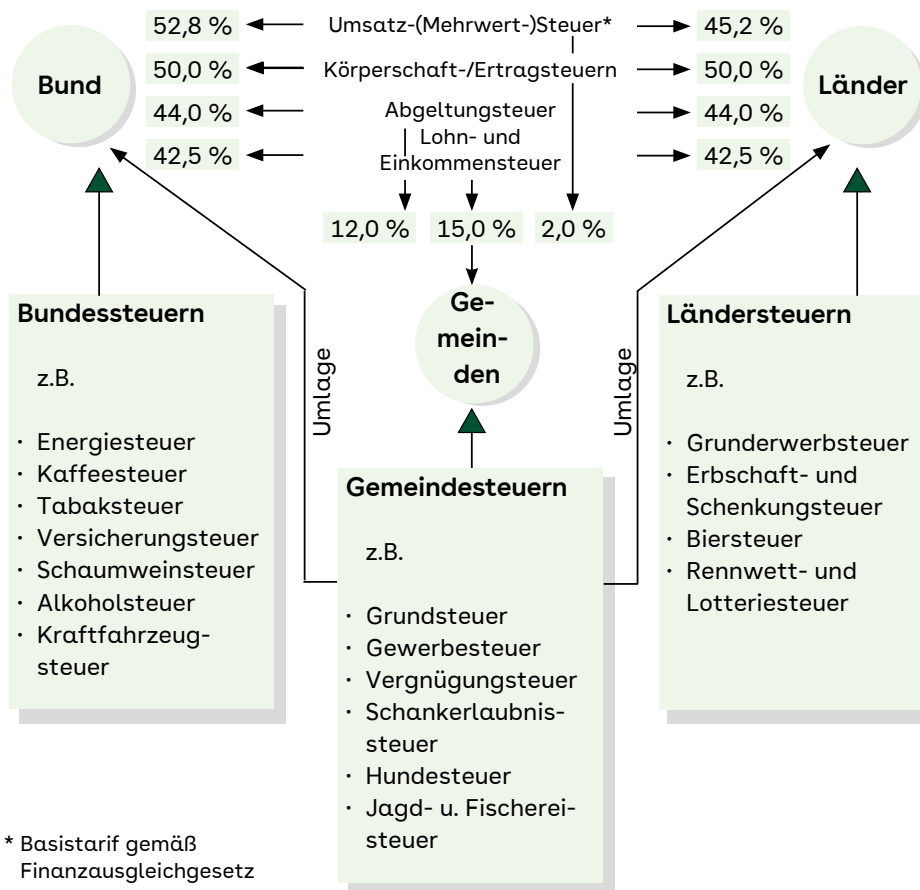 52,8 % Umsatz-(Mehrwert-)Steuer* 45,2 %
Bund 50,0 % Körperschaft-/Ertragsteuern 50,0 % Länder
44,0 % Abgeltungsteuer 44,0 %
Lohn- und
42,5 % Einkommensteuer 42,5 %
12,0 % 15,0 % 2,0 %
Ge-
mein-
den
Bundessteuern
z.B.
· Energiesteuer
· Kaffeesteuer
· Tabaksteuer
· Versicherungsteuer
· Schaumweinsteuer
· Alkoholsteuer
· Kraftfahrzeug-
steuer
Umlage
Gemeindesteuern
z.B.
· Grundsteuer
· Gewerbesteuer
· Vergnügungsteuer
· Schankerlaubnis-
steuer
· Hundesteuer
· Jagd- u. Fischerei-
steuer
Umlage
Ländersteuern
z.B.
· Grunderwerbsteuer
· Erbschaft- und
Schenkungsteuer
· Biersteuer
· Rennwett- und
Lotteriesteuer
* Basistarif gemäß
Finanzausgleichgesetz